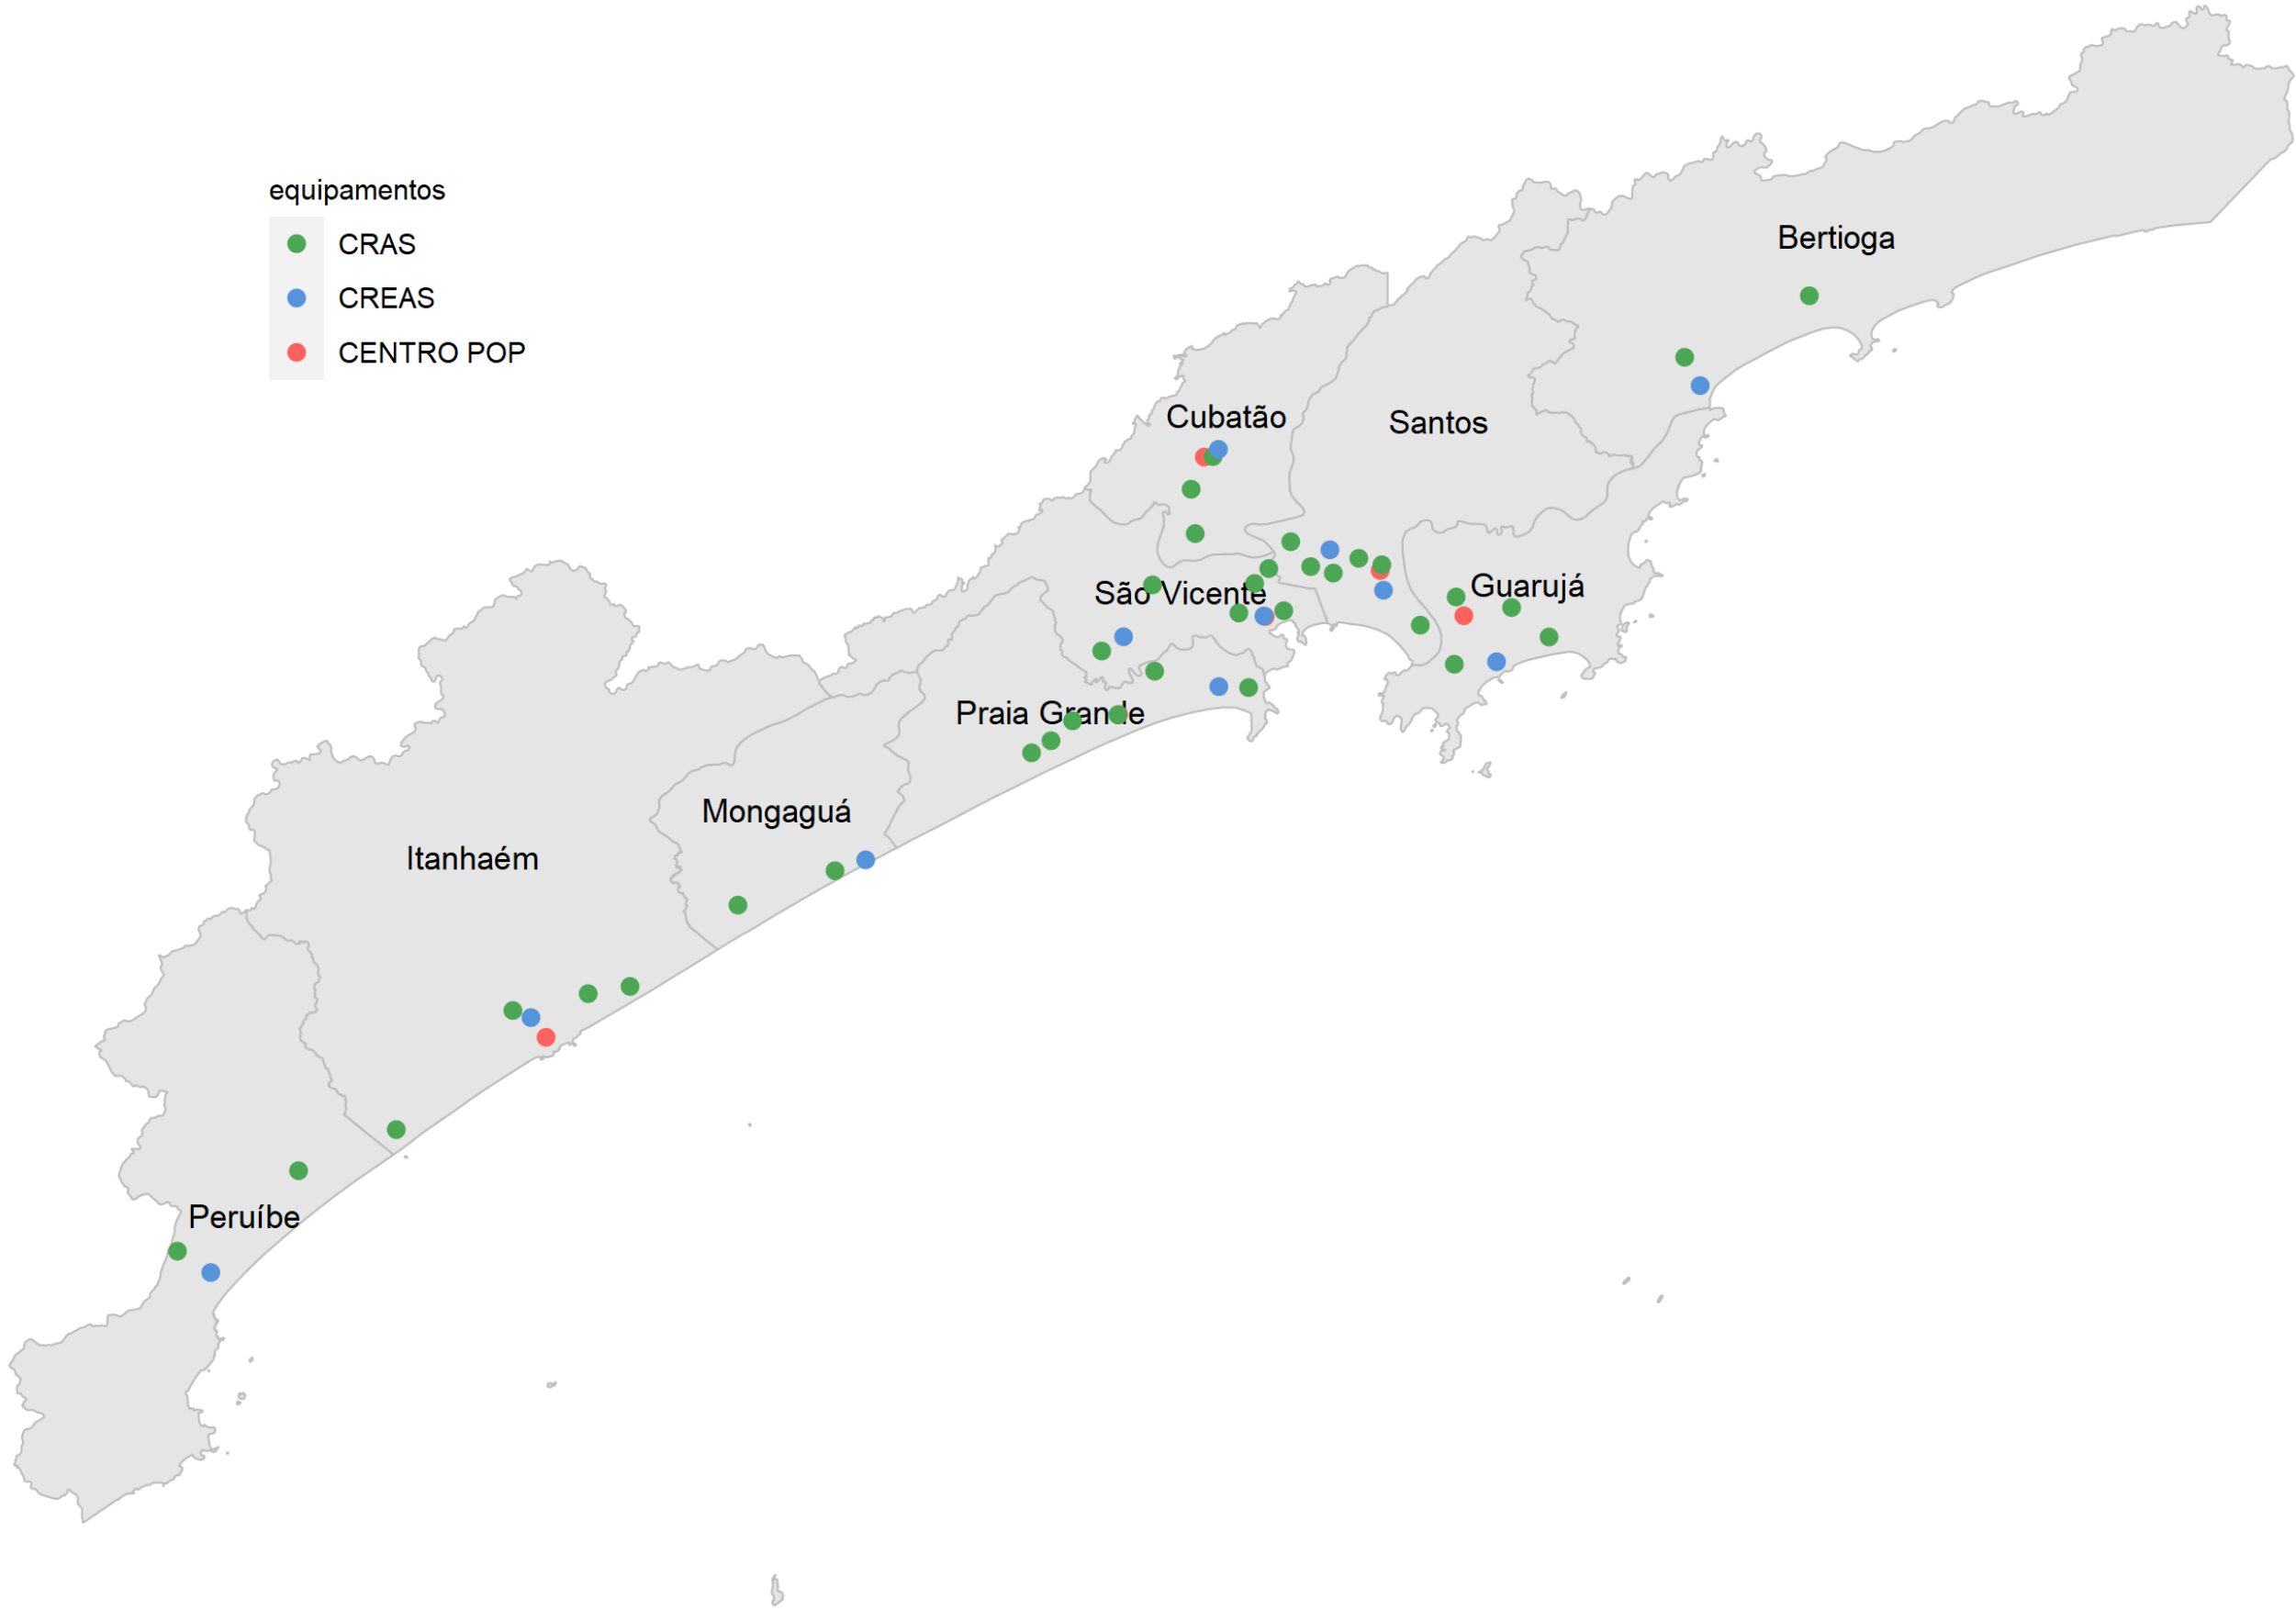 equipamentos
CRAS
CREAS
CENTRO POP
Bertioga
Cubatão
Santos
São Vicente
Guarujá
Praia Grande
Mongaguá
Itanhaém
Peruíbe